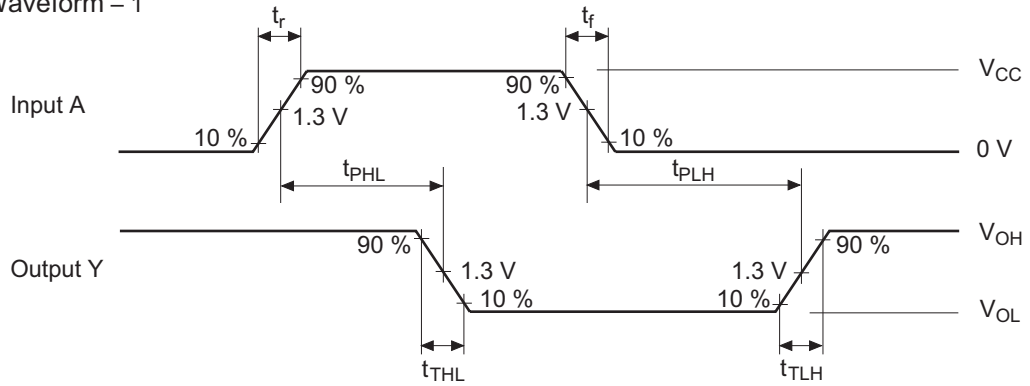 Waveform – 1
tr tf
VCC
90 % 90 %
Input A 1.3 V 1.3 V
10 % 10 %
0 V
tPHL tPLH
VOH
90 % 90 %
Output Y 1.3 V 1.3 V
10 % 10 %
VOL
tTHL tTLH